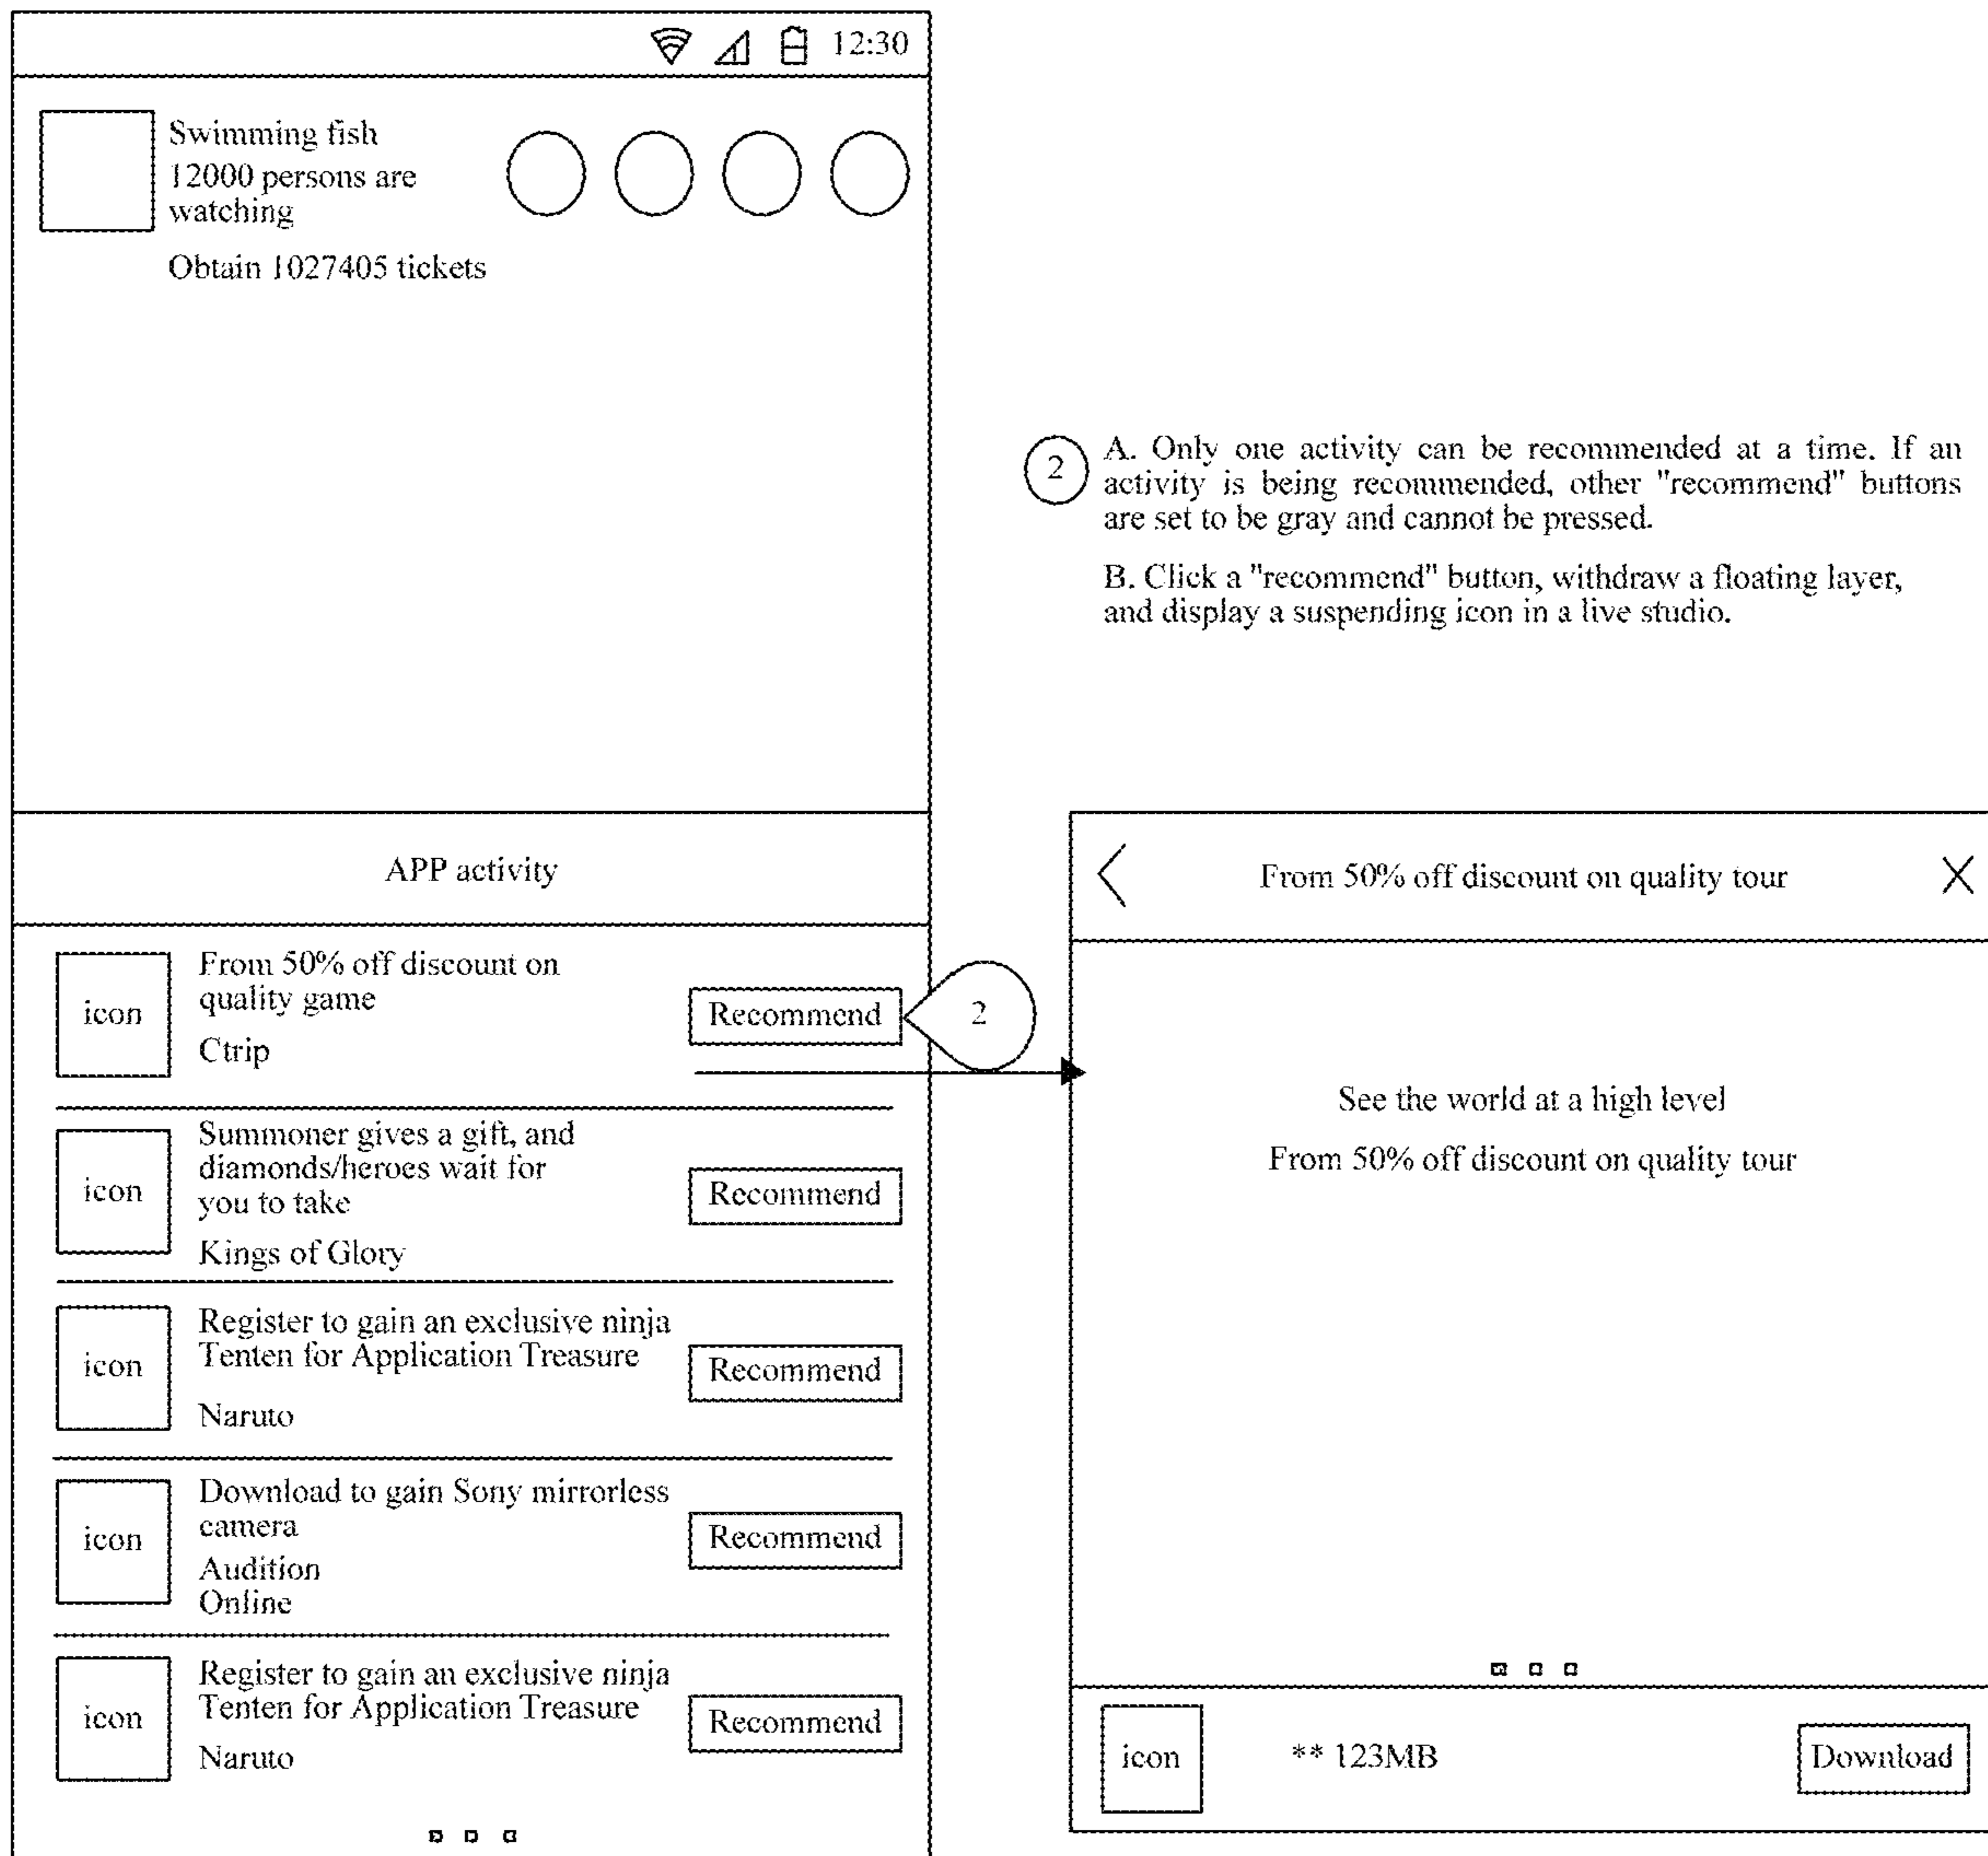 12:30
Swimming fish
12000 persons are
watching
Obtain 1027405 tickets
2
A. Only one activity can be recommended at a time. If an
activity is being recommended, other "recommend" buttons
are set to be gray and cannot be pressed.
B. Click a "recommend" button, withdraw a floating layer,
and display a suspending icon in a live studio.
APP activity
icon
From 50% off discount on
quality game
Ctrip
Recommend
2
icon
Summoner gives a gift, and
diamonds/heroes wait for
you to take
Kings of Glory
Recommend
icon
Register to gain an exclusive ninja
Tenten for Application Treasure
Naruto
Recommend
icon
Download to gain Sony mirrorless
camera
Audition
Online
Recommend
icon
Register to gain an exclusive ninja
Tenten for Application Treasure
Naruto
Recommend
From 50% off discount on quality tour
See the world at a high level
From 50% off discount on quality tour
icon
** 123MB
Download